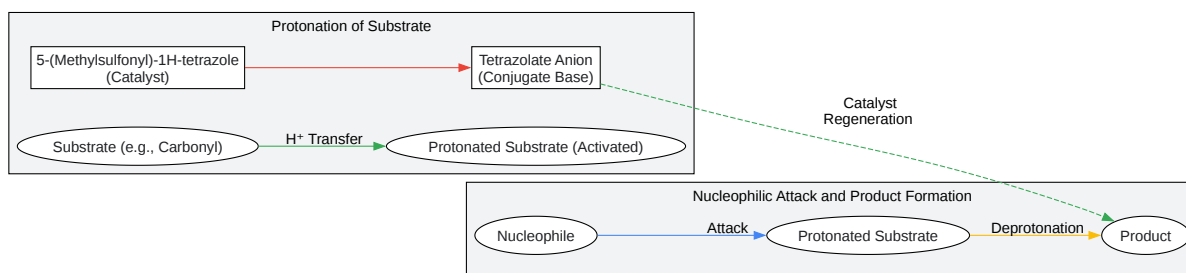 Protonation of Substrate
5-(Methylsulfonyl)-1H-tetrazole
(Catalyst)
Tetrazolate Anion
(Conjugate Base)
Substrate (e.g., Carbonyl)
H⁺ Transfer
Protonated Substrate (Activated)
Catalyst
Regeneration
Nucleophilic Attack and Product Formation
Nucleophile
Attack
Protonated Substrate
Deprotonation
Product